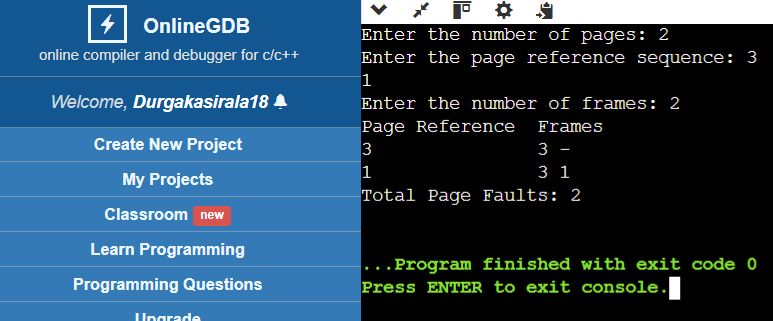 OnlineGDB
online compiler and debugger for c/c++
Welcome, Durgakasirala18
Create New Project
My Projects
Classroom new
Learn Programming
Programming Questions
Upgrade
Enter the number of pages: 2
Enter the page reference sequence: 3
1
Enter the number of frames: 2
Page Reference  Frames
3               3 -
1               3 1
Total Page Faults: 2
...Program finished with exit code 0
Press ENTER to exit console.